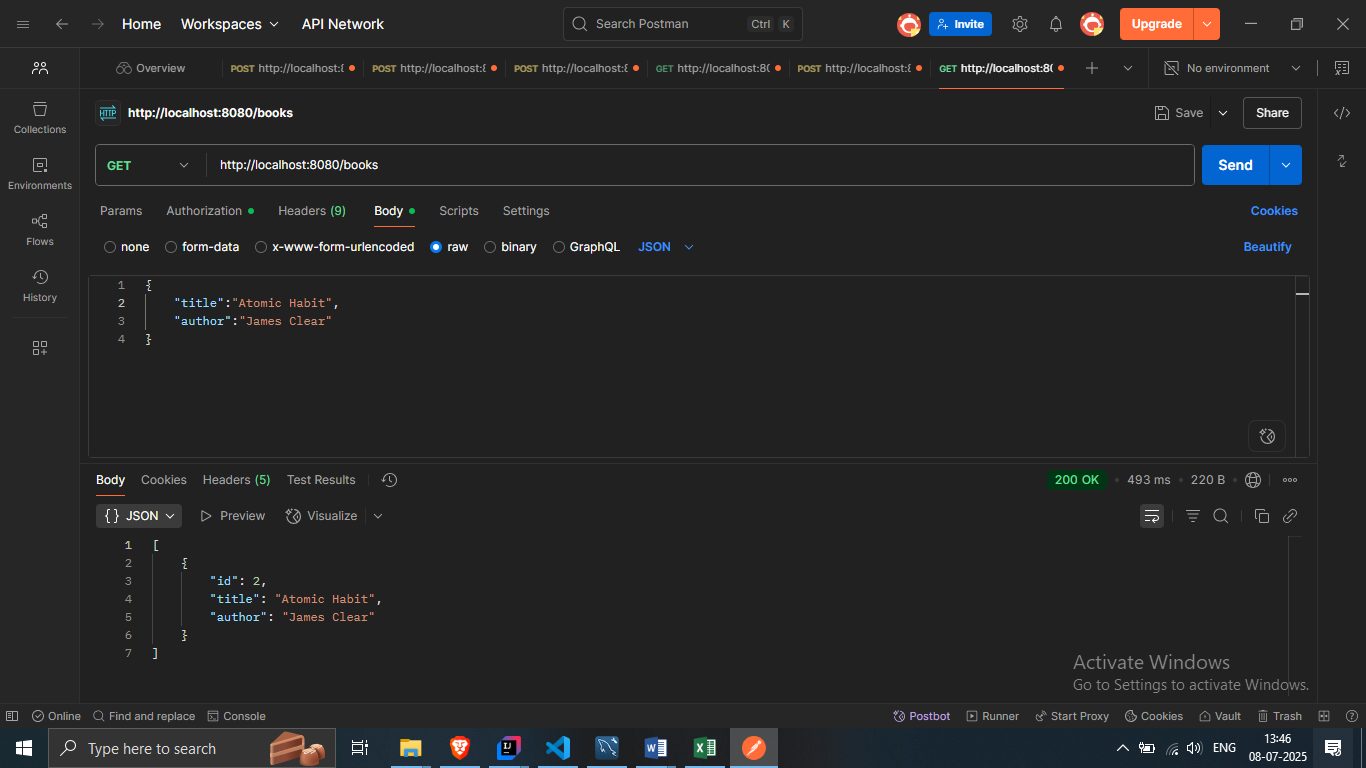 Home Workspaces API Network Search Postman Ctrl K Invite Upgrade
Overview POST http://localhost:8 POST http://localhost:8 POST http://localhost:8 GET http://localhost:80 POST http://localhost:8 GET http://localhost:80 No environment
HTTP http://localhost:8080/books Save Share
Collections
Environments
Flows
History
GET http://localhost:8080/books Send
Params Authorization Headers (9) Body Scripts Settings Cookies
none form-data x-www-form-urlencoded raw binary GraphQL JSON Beautify
1 {
2 "title":"Atomic Habit",
3 "author":"James Clear"
4 }
Body Cookies Headers (5) Test Results 200 OK 493 ms 220 B
{} JSON Preview Visualize
1 [
2 {
3 "id": 2,
4 "title": "Atomic Habit",
5 "author": "James Clear"
6 }
7 ]
Activate Windows
Go to Settings to activate Windows.
Online Find and replace Console Postbot Runner Start Proxy Cookies Vault Trash
Type here to search ENG 13:46
08-07-2025